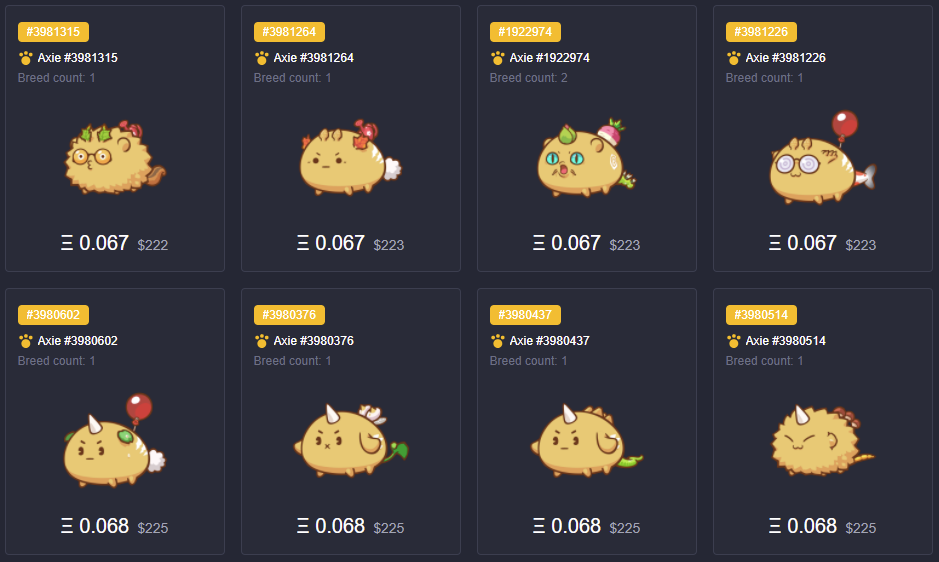 #3981315
Axie #3981315
Breed count: 1
Ξ 0.067 $222
#3981264
Axie #3981264
Breed count: 1
Ξ 0.067 $223
#1922974
Axie #1922974
Breed count: 2
Ξ 0.067 $223
#3981226
Axie #3981226
Breed count: 1
Ξ 0.067 $223
#3980602
Axie #3980602
Breed count: 1
Ξ 0.068 $225
#3980376
Axie #3980376
Breed count: 1
Ξ 0.068 $225
#3980437
Axie #3980437
Breed count: 1
Ξ 0.068 $225
#3980514
Axie #3980514
Breed count: 1
Ξ 0.068 $225